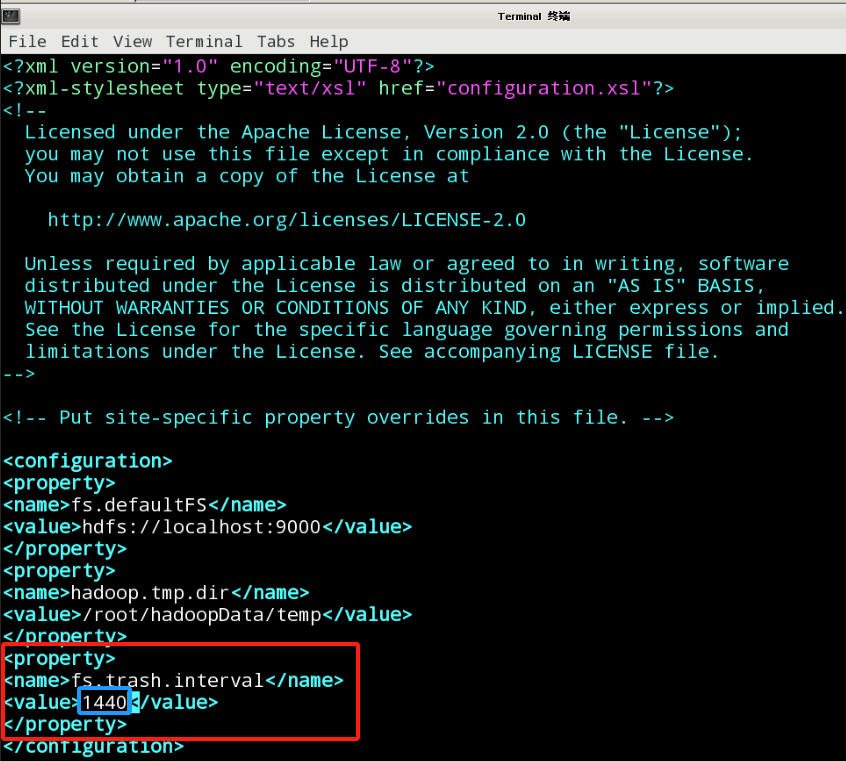 Terminal 终端
File Edit View Terminal Tabs Help
<?xml version="1.0" encoding="UTF-8"?>
<?xml-stylesheet type="text/xsl" href="configuration.xsl"?>
<!--
  Licensed under the Apache License, Version 2.0 (the "License");
  you may not use this file except in compliance with the License.
  You may obtain a copy of the License at

    http://www.apache.org/licenses/LICENSE-2.0

  Unless required by applicable law or agreed to in writing, software
  distributed under the License is distributed on an "AS IS" BASIS,
  WITHOUT WARRANTIES OR CONDITIONS OF ANY KIND, either express or implied.
  See the License for the specific language governing permissions and
  limitations under the License. See accompanying LICENSE file.
-->

<!-- Put site-specific property overrides in this file. -->

<configuration>
<property>
<name>fs.defaultFS</name>
<value>hdfs://localhost:9000</value>
</property>
<property>
<name>hadoop.tmp.dir</name>
<value>/root/hadoopData/temp</value>
</property>
<property>
<name>fs.trash.interval</name>
<value>1440</value>
</property>
</configuration>